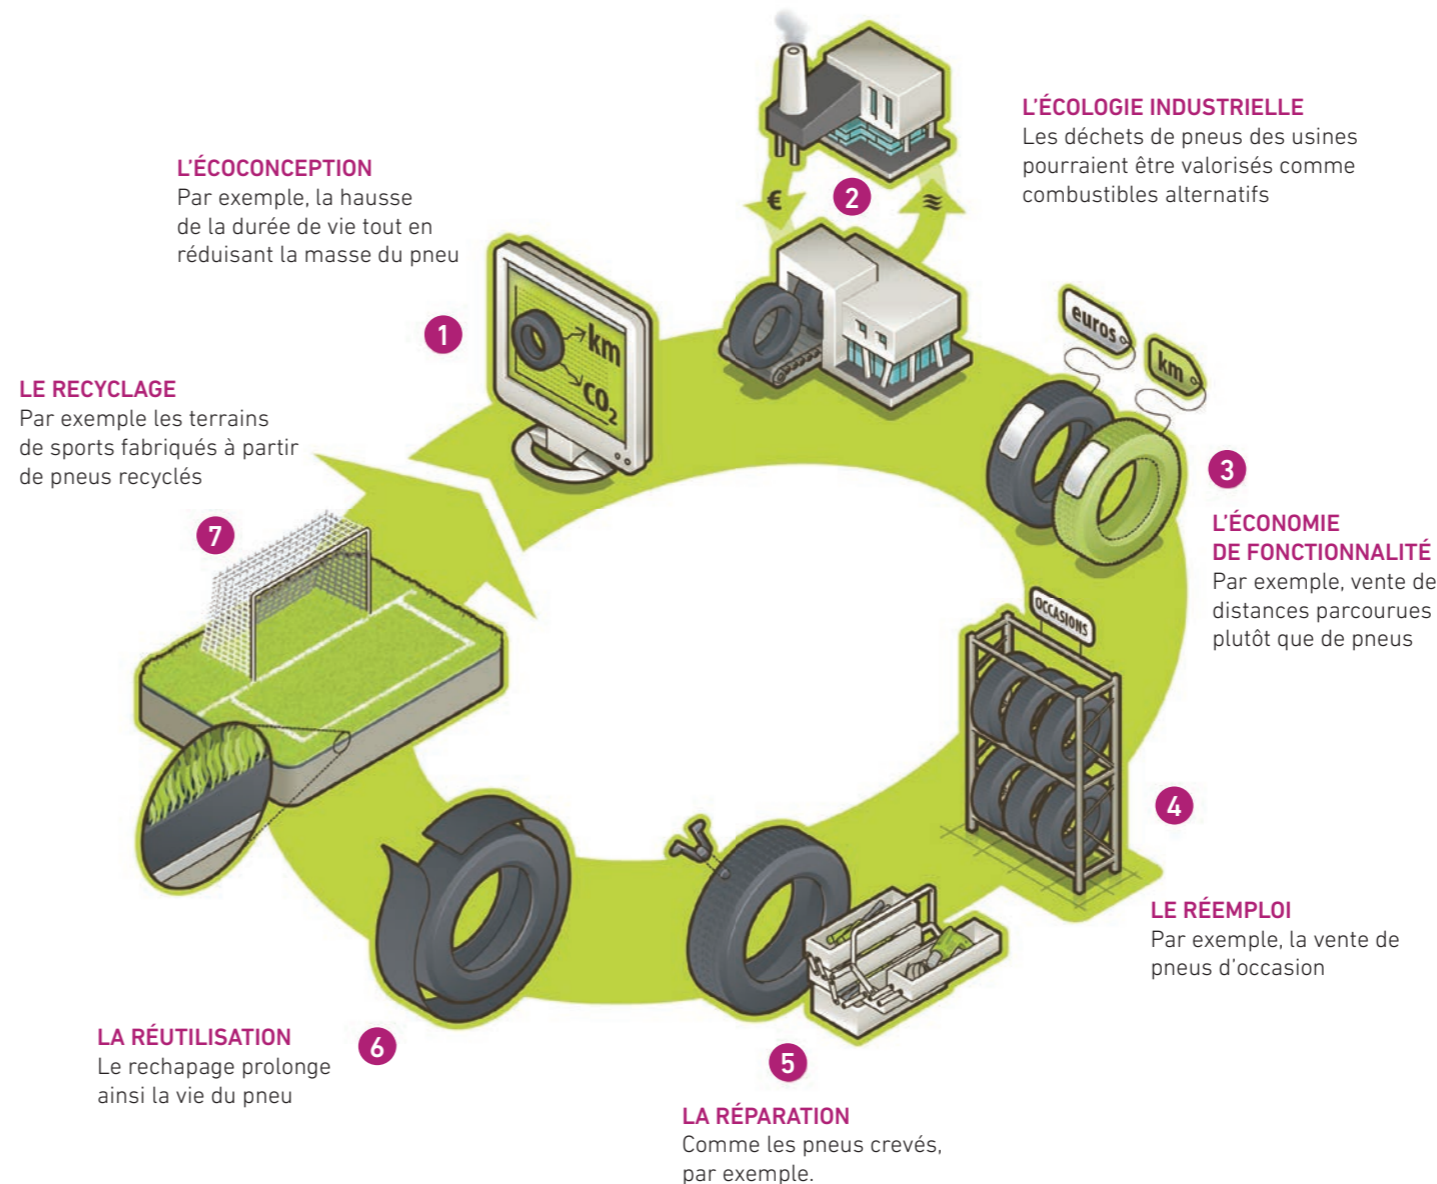 L'ÉCOCONCEPTION
Par exemple, la hausse
de la durée de vie tout en
réduisant la masse du pneu
1
km
CO₂
€
2
≋
L'ÉCOLOGIE INDUSTRIELLE
Les déchets de pneus des usines
pourraient être valorisés comme
combustibles alternatifs
euros
km
3
L'ÉCONOMIE
DE FONCTIONNALITÉ
Par exemple, vente de
distances parcourues
plutôt que de pneus
OCCASIONS
4
LE RÉEMPLOI
Par exemple, la vente de
pneus d'occasion
5
LA RÉPARATION
Comme les pneus crevés,
par exemple.
6
LA RÉUTILISATION
Le rechapage prolonge
ainsi la vie du pneu
LE RECYCLAGE
Par exemple les terrains
de sports fabriqués à partir
de pneus recyclés
7